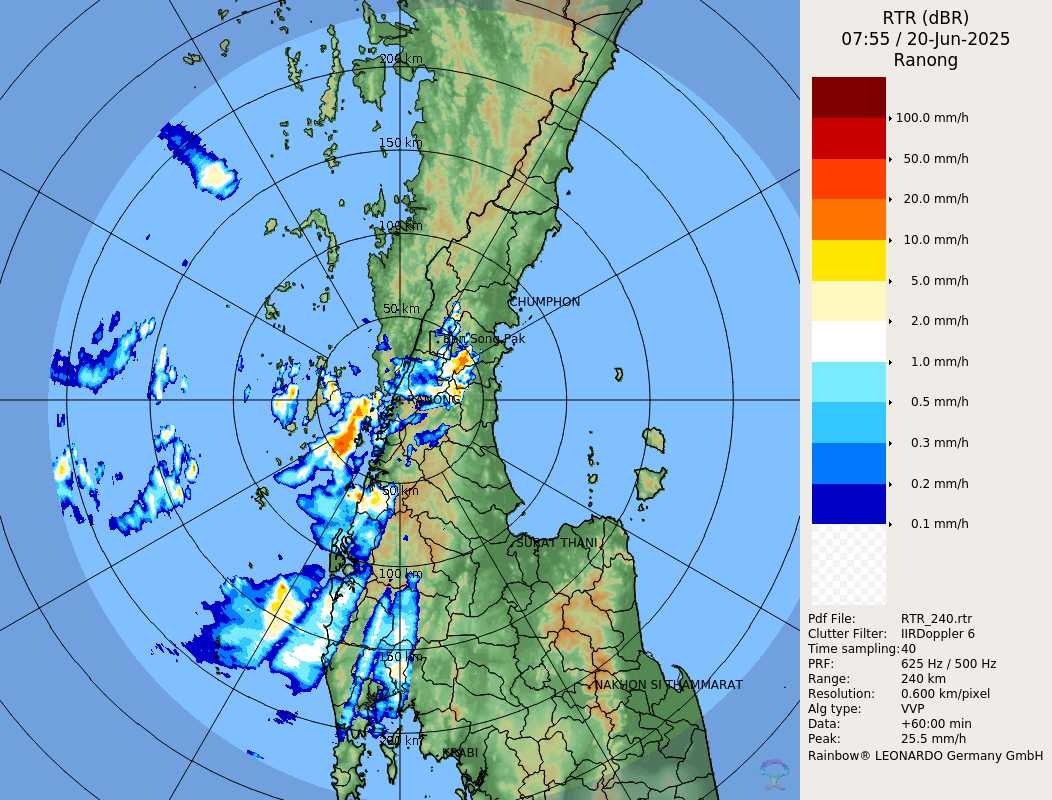 RTR (dBR)
07:55 / 20-Jun-2025
Ranong
100.0 mm/h
50.0 mm/h
20.0 mm/h
10.0 mm/h
5.0 mm/h
2.0 mm/h
1.0 mm/h
0.5 mm/h
0.3 mm/h
0.2 mm/h
0.1 mm/h
Pdf File: RTR_240.rtr
Clutter Filter: IIRDoppler 6
Time sampling: 40
PRF: 625 Hz / 500 Hz
Range: 240 km
Resolution: 0.600 km/pixel
Alg type: VVP
Data: +60:00 min
Peak: 25.5 mm/h
Rainbow® LEONARDO Germany GmbH
200 km
150 km
100 km
CHUMPHON
50 km
Ban Song Pak
RANONG
50 km
SURAT THANI
100 km
150 km
NAKHON SI THAMMARAT
200 km
KRABI